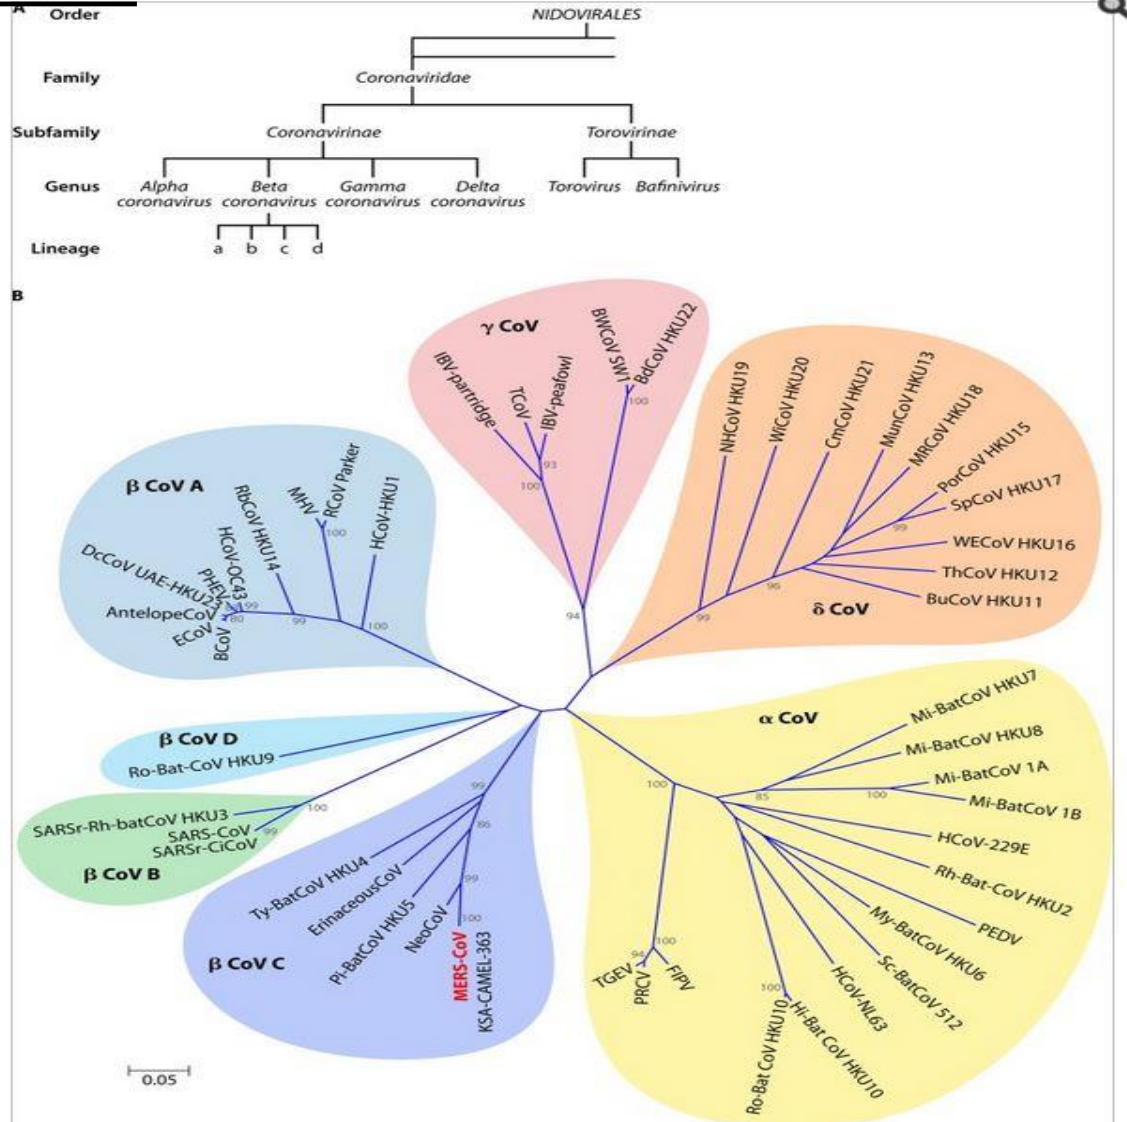 A
Order
NIDOVIRALES
Family
Coronaviridae
Subfamily
Coronavirinae
Torovirinae
Genus
Alpha
coronavirus
Beta
coronavirus
Gamma
coronavirus
Delta
coronavirus
Torovirus
Bafinivirus
Lineage
a b c d
B
γ CoV
IBV-partridge
TCoV
IBV-peafowl
BWCoV SW1
BdCoV HKU22
100
93
100
94
NHCoV HKU19
WiCoV HKU20
CmCoV HKU21
MunCoV HKU13
MRCoV HKU18
PorCoV HKU15
SpCoV HKU17
99
WECoV HKU16
ThCoV HKU12
BuCoV HKU11
96
99
δ CoV
β CoV A
DcCoV UAE-HKU23
PHEV
HCoV-OC43
RbCoV HKU14
MHV
RCoV Parker
HCoV-HKU1
AntelopeCoV
ECoV
BCoV
99
80
99
100
100
β CoV D
Ro-Bat-CoV HKU9
SARSr-Rh-batCoV HKU3
SARS-CoV
SARSr-CiCoV
100
99
β CoV B
99
86
99
100
Ty-BatCoV HKU4
ErinaceousCoV
Pi-BatCoV HKU5
NeoCoV
MERS-CoV
KSA-CAMEL-363
β CoV C
α CoV
Mi-BatCoV HKU7
Mi-BatCoV HKU8
Mi-BatCoV 1A
Mi-BatCoV 1B
HCoV-229E
Rh-Bat-CoV HKU2
PEDV
My-BatCoV HKU6
Sc-BatCoV 512
HCoV-NL63
Hi-Bat CoV HKU10
Ro-Bat CoV HKU10
100
85
100
100
94
100
TGEV
PRCV
FIPV
0.05